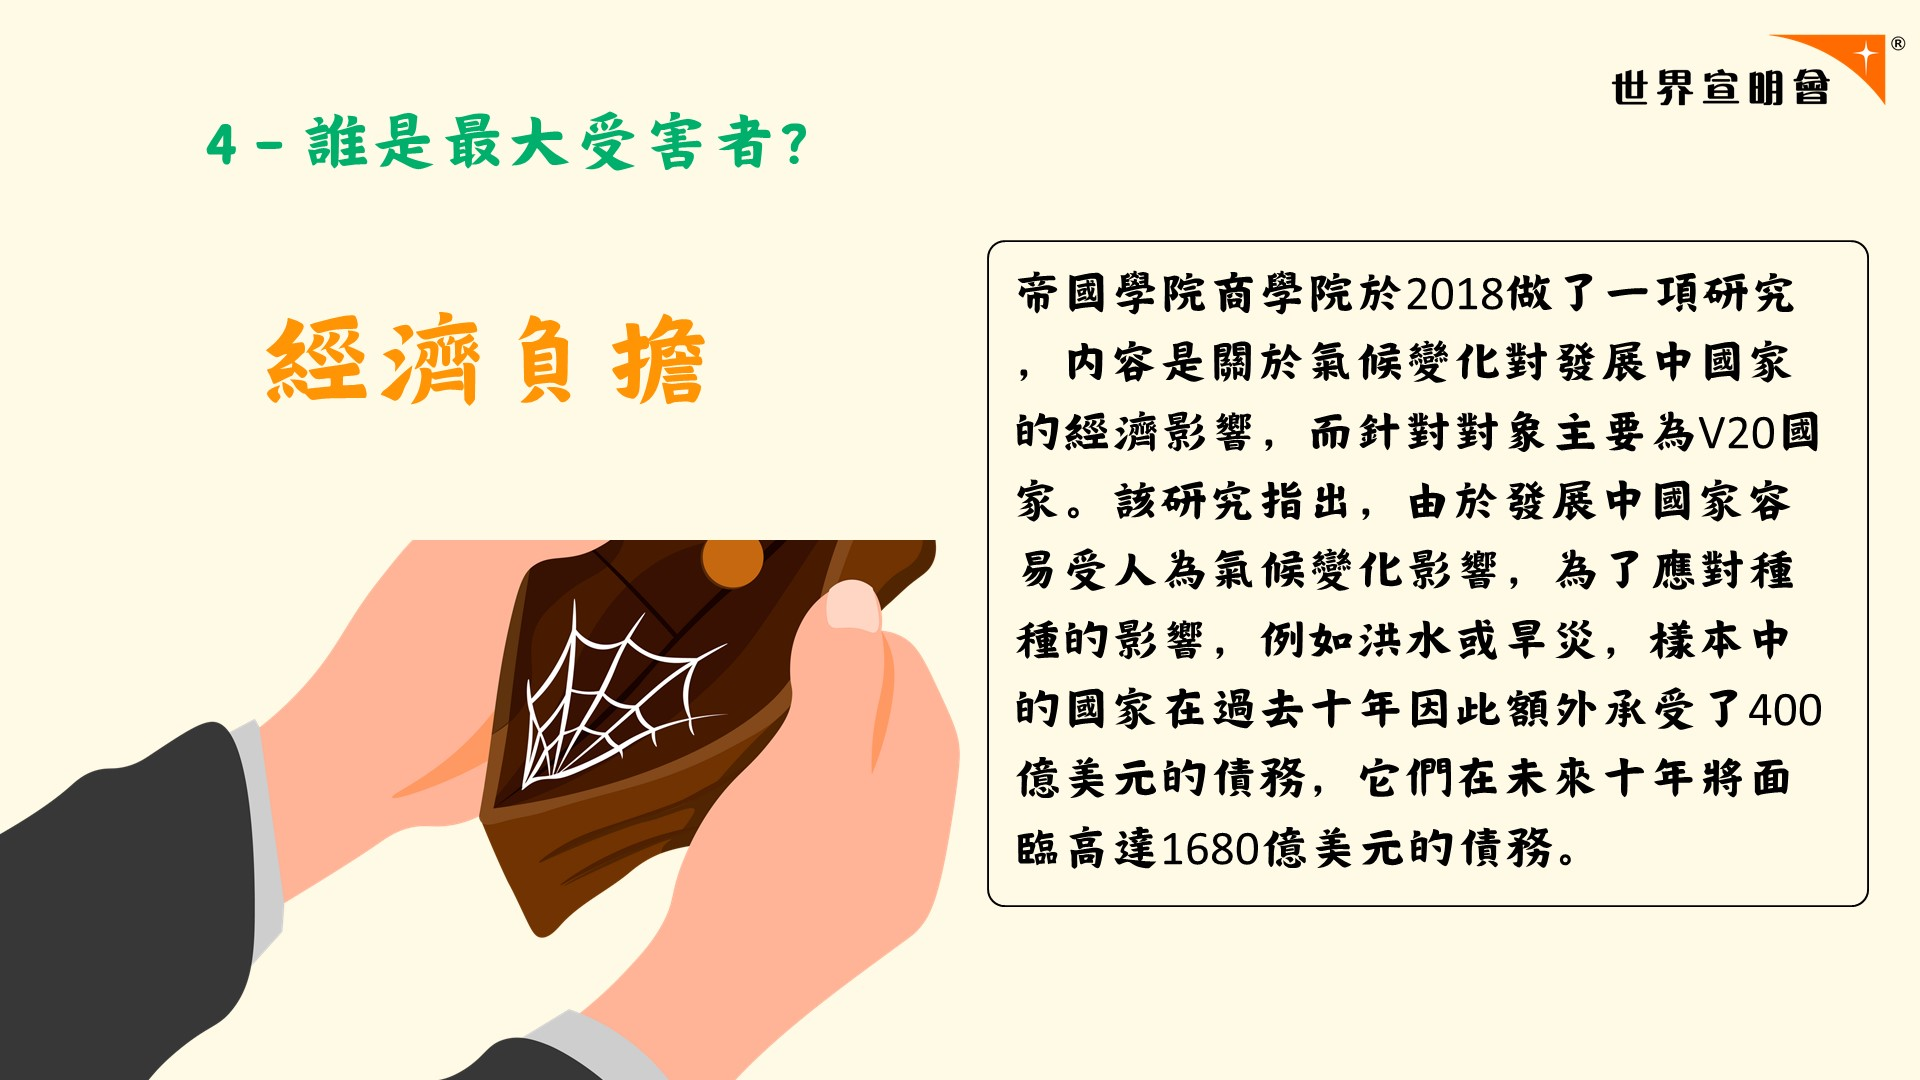 世界宣明會®
4 – 誰是最大受害者?
經濟負擔
帝國學院商學院於2018做了一項研究
，内容是關於氣候變化對發展中國家
的經濟影響，而針對對象主要為V20國
家。該研究指出，由於發展中國家容
易受人為氣候變化影響，為了應對種
種的影響，例如洪水或旱災，樣本中
的國家在過去十年因此額外承受了400
億美元的債務，它們在未來十年將面
臨高達1680億美元的債務。